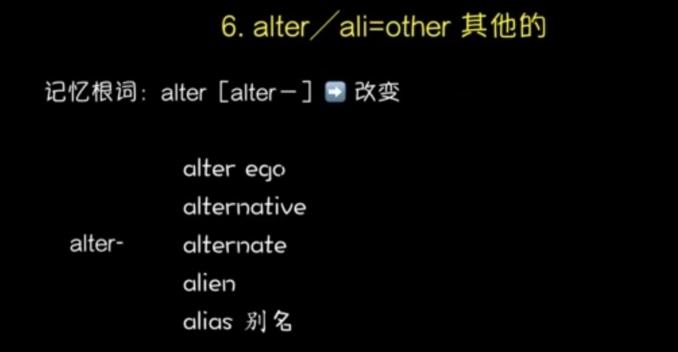 6. alter／ali=other 其他的
记忆根词：alter［alter－］➡️ 改变
alter ego
alternative
alter- alternate
alien
alias 别名